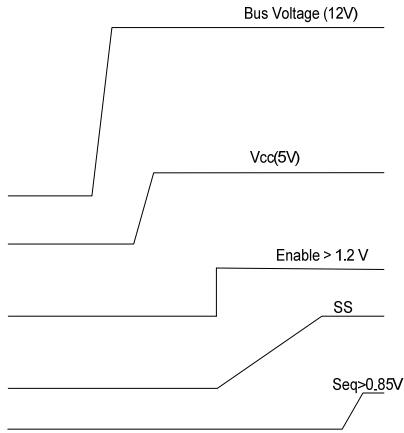 Bus Voltage (12V)
Vcc(5V)
Enable > 1.2 V
SS
Seq>0.85V